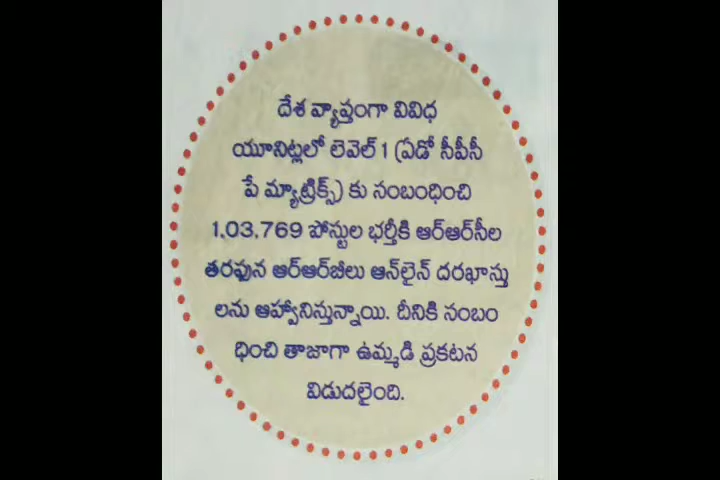 దేశ వ్యాప్తంగా వివిధ
యూనిట్లలో లెవెల్ 1 (ఏడో సీపీసీ
పే మ్యాట్రిక్స్) కు సంబంధించి
1,03,769 పోస్టుల భర్తీకి ఆర్ఆర్‌సీల
తరఫున ఆర్ఆర్‌బీలు ఆన్‌లైన్ దరఖాస్తు
లను ఆహ్వానిస్తున్నాయి. దీనికి సంబం
ధించి తాజాగా ఉమ్మడి ప్రకటన
విడుదలైంది.